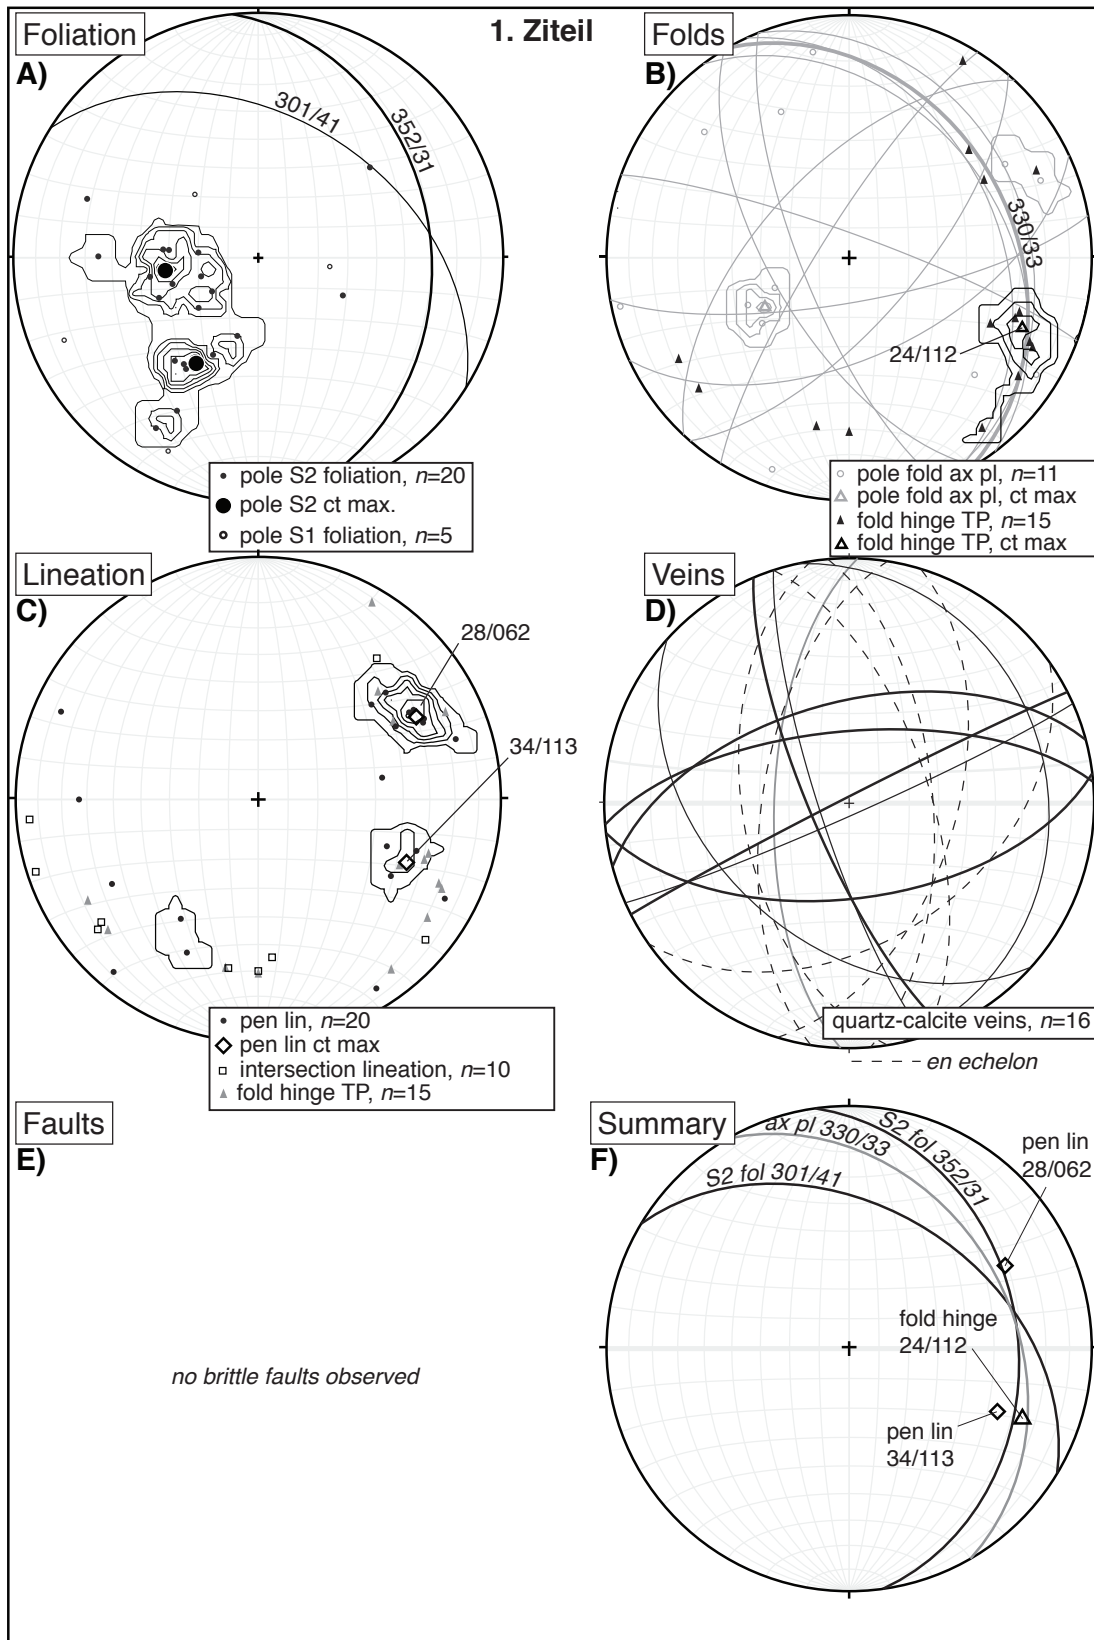 1. Ziteil
Foliation
A)
301/41
352/31
pole S2 foliation, n=20
pole S2 ct max.
pole S1 foliation, n=5
Folds
B)
330/33
24/112
pole fold ax pl, n=11
pole fold ax pl, ct max
fold hinge TP, n=15
fold hinge TP, ct max
Lineation
C)
28/062
34/113
pen lin, n=20
pen lin ct max
intersection lineation, n=10
fold hinge TP, n=15
Veins
D)
quartz-calcite veins, n=16
en echelon
Faults
E)
no brittle faults observed
Summary
F)
ax pl 330/33
S2 fol 352/31
S2 fol 301/41
pen lin
28/062
fold hinge
24/112
pen lin
34/113